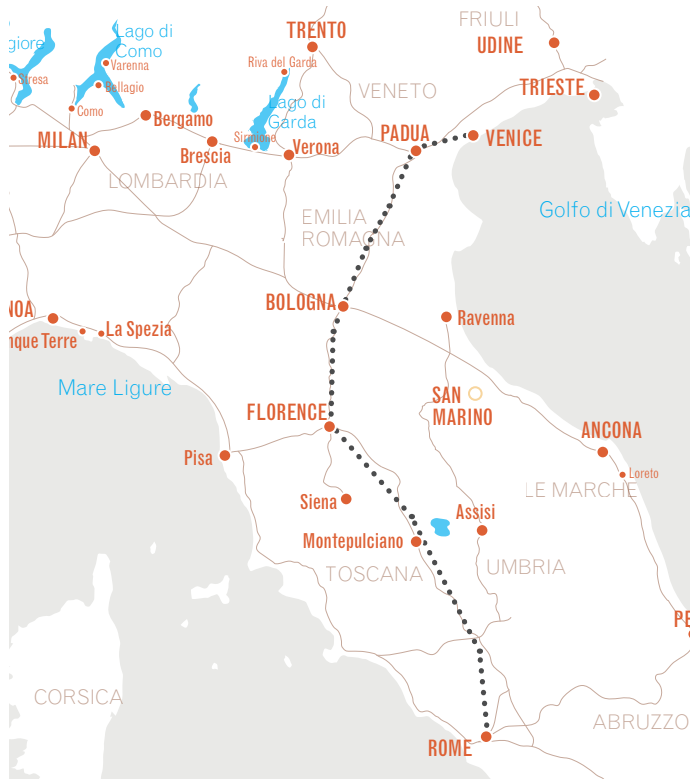 FRIULI
Lago di
Como
TRENTO
UDINE
giore
Varenna
Riva del Garda
Stresa
Bellagio
VENETO
TRIESTE
Lago di
Garda
Como
Bergamo
MILAN
Sirmione
PADUA
VENICE
Brescia
Verona
LOMBARDIA
EMILIA
ROMAGNA
Golfo di Venezia
BOLOGNA
NOA
Ravenna
La Spezia
nque Terre
Mare Ligure
SAN
MARINO
FLORENCE
ANCONA
Pisa
Loreto
LE MARCHE
Siena
Assisi
Montepulciano
TOSCANA
UMBRIA
PE
CORSICA
ABRUZZO
ROME